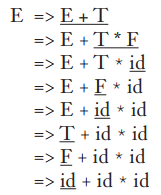 E => E + T
=> E + T * F
=> E + T * id
=> E + F * id
=> E + id * id
=> T + id * id
=> F + id * id
=> id + id * id